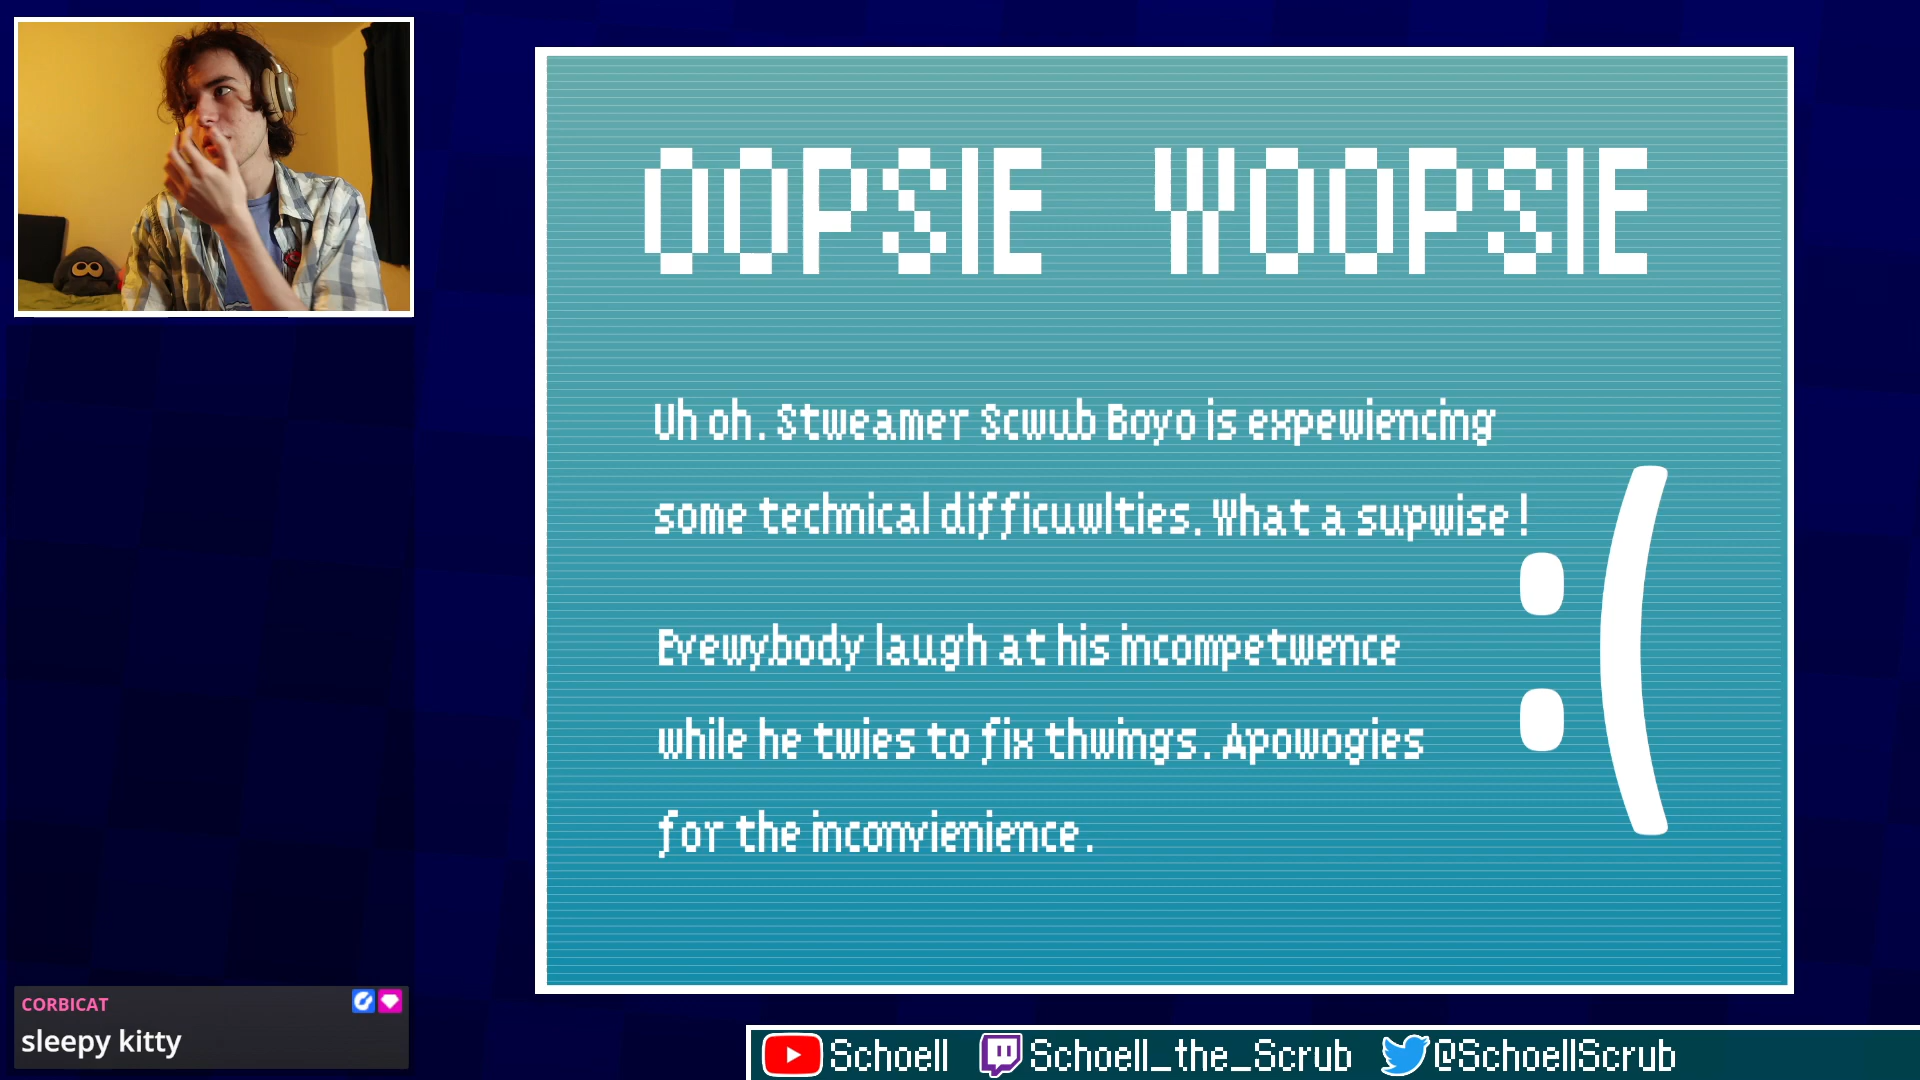 OOPSIE WOOPSIE
Uh oh. Stweamer Scwub Boyo is expewiencing
some technical difficuwlties. What a supwise!
Evewybody laugh at his incompetwence
while he twies to fix thwings. Apowogies
for the inconvienience.
:(
CORBICAT
sleepy kitty
Schoell Schoell_the_Scrub @SchoellScrub